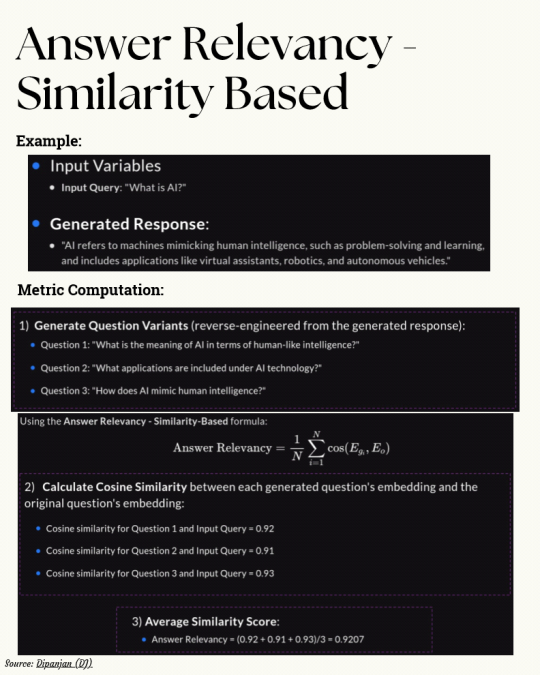 Answer Relevancy -
Similarity Based
Example:
Input Variables
Input Query: "What is AI?"
Generated Response:
"AI refers to machines mimicking human intelligence, such as problem-solving and learning,
and includes applications like virtual assistants, robotics, and autonomous vehicles."
Metric Computation:
1) Generate Question Variants (reverse-engineered from the generated response):
Question 1: "What is the meaning of AI in terms of human-like intelligence?"
Question 2: "What applications are included under AI technology?"
Question 3: "How does AI mimic human intelligence?"
Using the Answer Relevancy - Similarity-Based formula:
Answer Relevancy = 1/N ∑_{i=1}^{N} cos(E_{g_i}, E_o)
2) Calculate Cosine Similarity between each generated question's embedding and the
original question's embedding:
Cosine similarity for Question 1 and Input Query = 0.92
Cosine similarity for Question 2 and Input Query = 0.91
Cosine similarity for Question 3 and Input Query = 0.93
3) Average Similarity Score:
Answer Relevancy = (0.92 + 0.91 + 0.93)/3 = 0.9207
Source: Dipanjan (DJ)